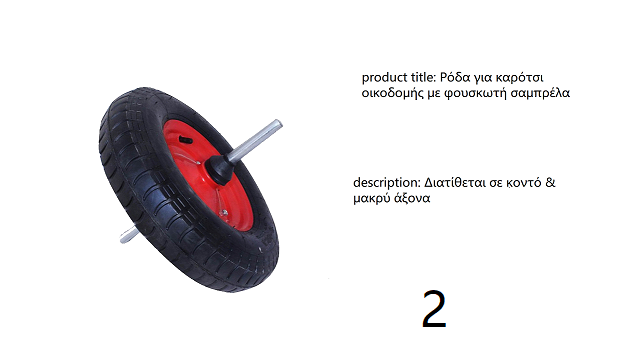 product title: Ρόδα για καρότσι
οικοδομής με φουσκωτή σαμπρέλα
description: Διατίθεται σε κοντό &
μακρύ άξονα
2